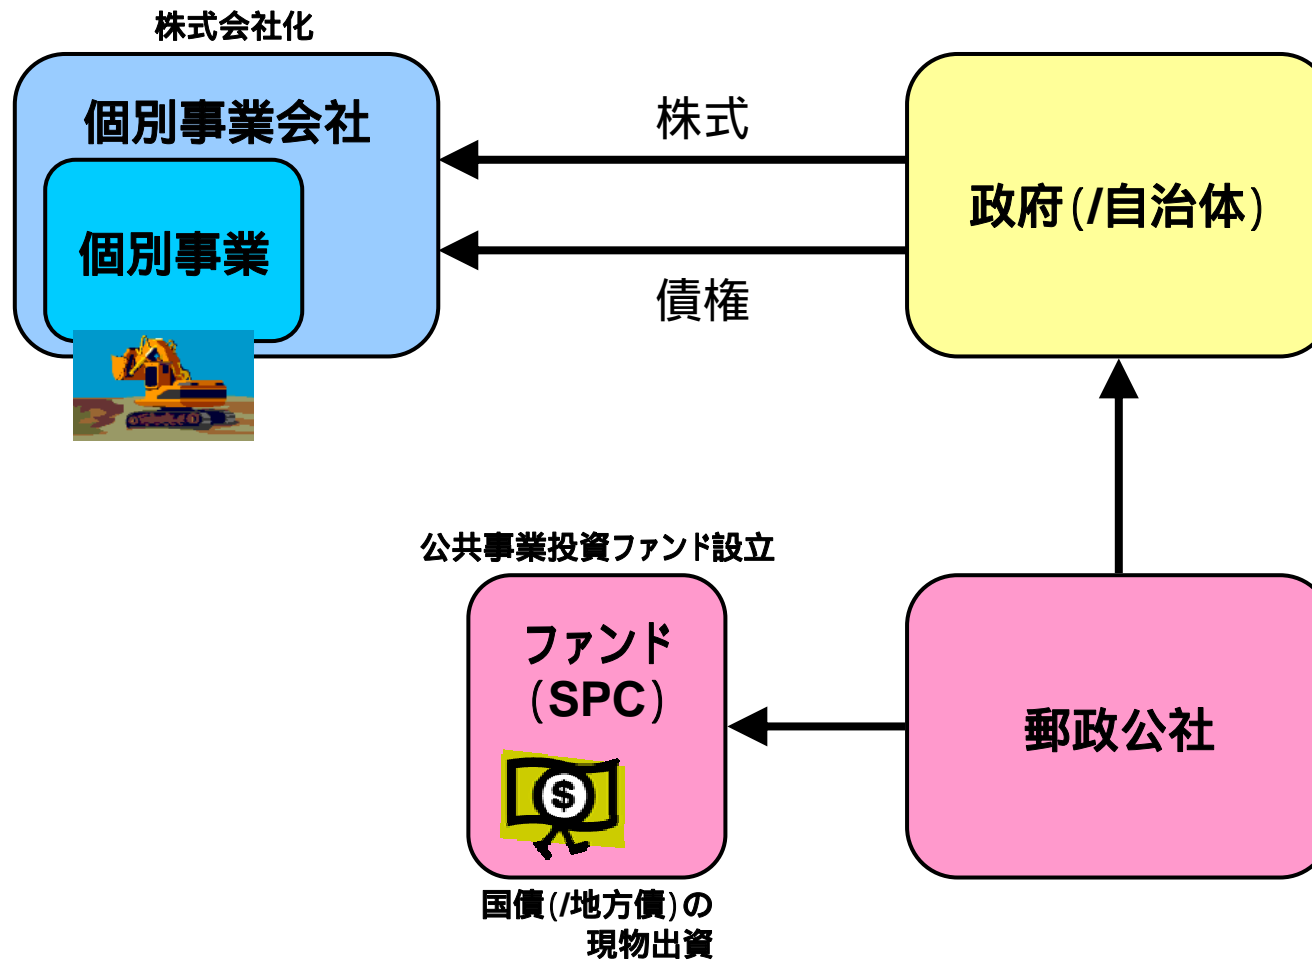 株式会社化
個別事業会社
個別事業
株式
債権
政府(/自治体)
公共事業投資ファンド設立
ファンド
(SPC)
$
郵政公社
国債(/地方債)の
現物出資